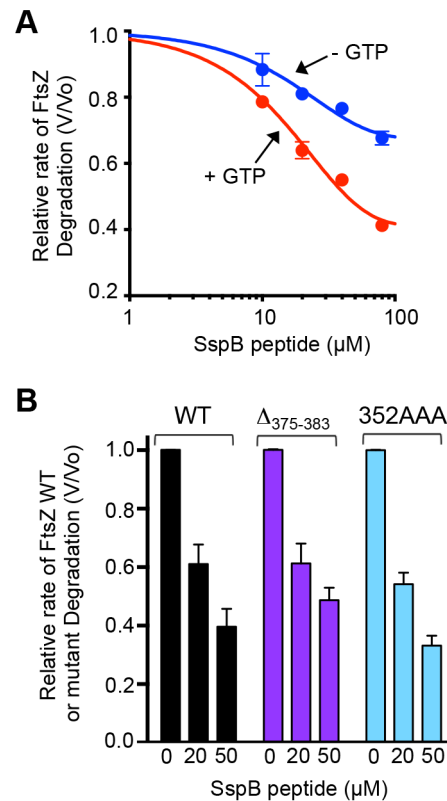 A
Relative rate of FtsZ
Degradation (V/Vo)
1.0
0.8
0.6
0.4
0.2
- GTP
+ GTP
1
10
100
SspB peptide (µM)
B
WT
Δ375-383
352AAA
Relative rate of FtsZ WT
or mutant Degradation (V/Vo)
1.0
0.8
0.6
0.4
0.2
0.0
0 20 50 0 20 50 0 20 50
SspB peptide (µM)